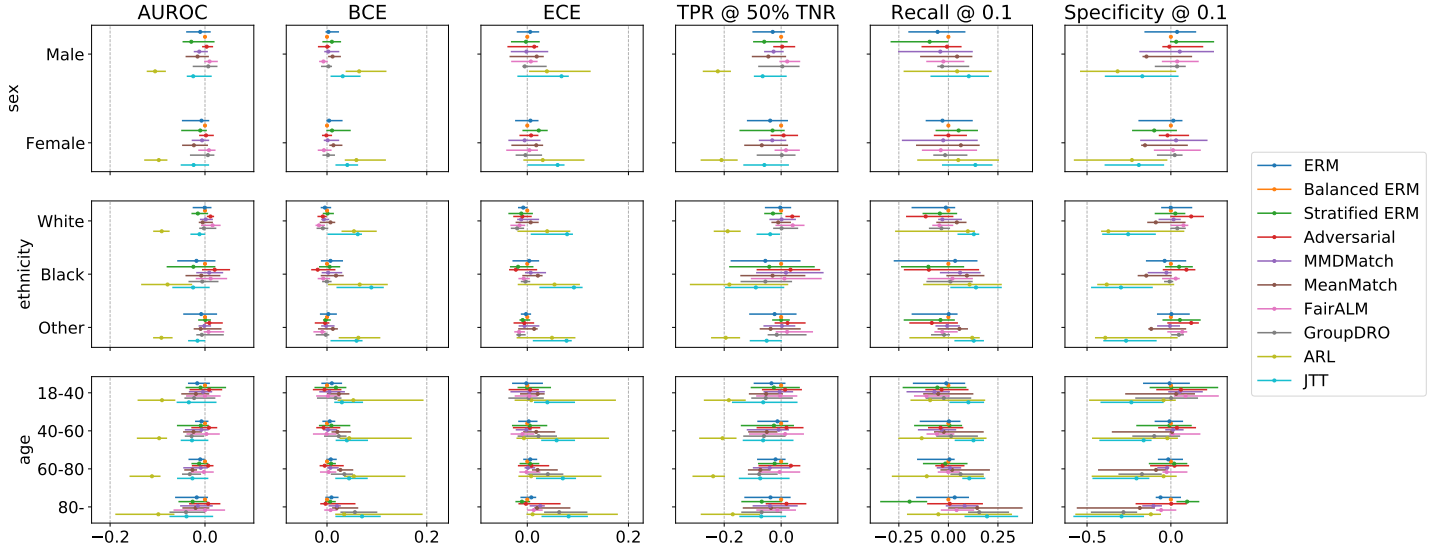 AUROC BCE ECE TPR @ 50% TNR Recall @ 0.1 Specificity @ 0.1
sex
Male
Female
ethnicity
White
Black
Other
age
18-40
40-60
60-80
80-
−0.2 0.0 0.0 0.2 0.0 0.2 −0.2 0.0 −0.25 0.00 0.25 −0.5 0.0
ERM
Balanced ERM
Stratified ERM
Adversarial
MMDMatch
MeanMatch
FairALM
GroupDRO
ARL
JTT